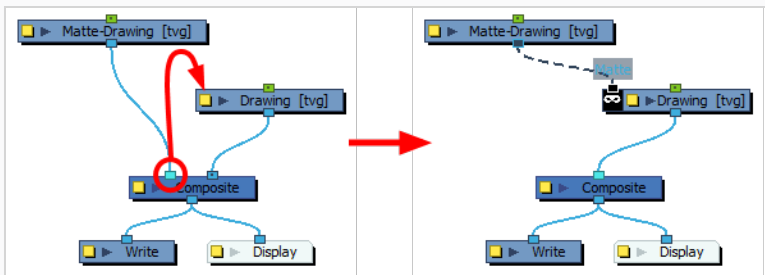 Matte-Drawing [tvg]
Drawing [tvg]
Composite
Write
Display
Matte-Drawing [tvg]
Matte
Drawing [tvg]
Composite
Write
Display